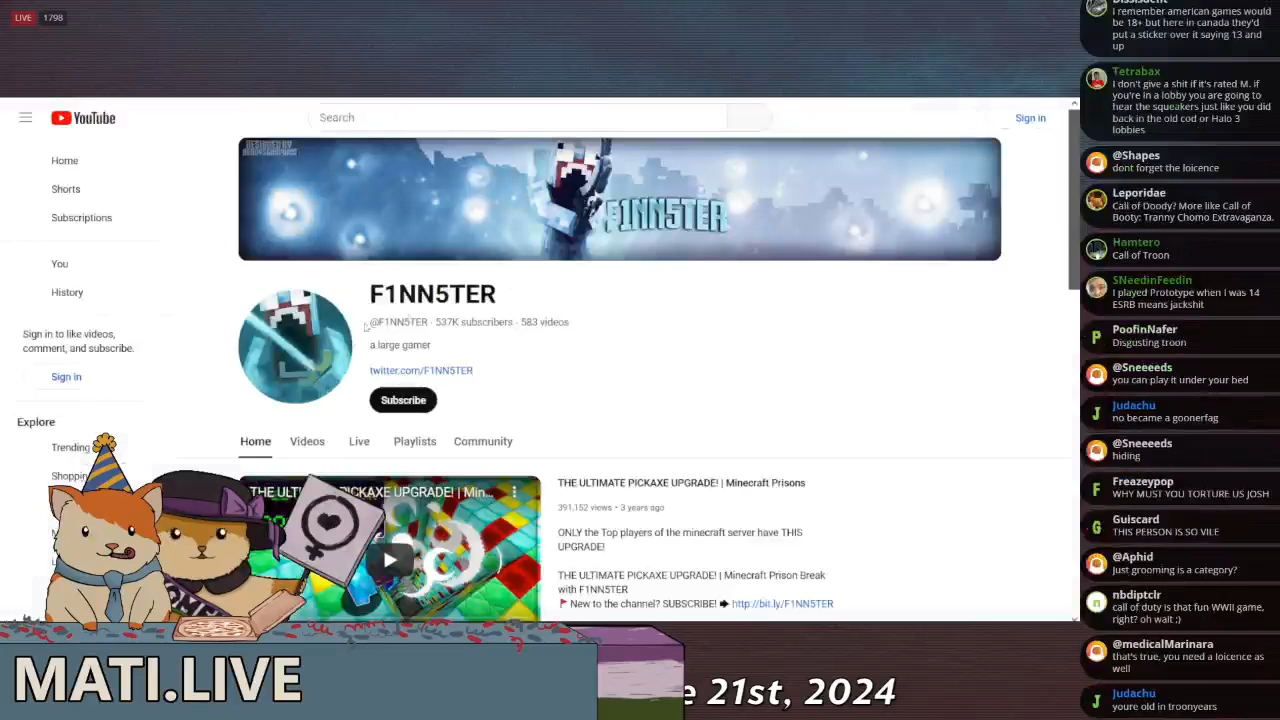 LIVE 1798
YouTube
Search
Sign in
Home
Shorts
Subscriptions
You
History
Sign in to like videos,
comment, and subscribe.
Sign in
Explore
Trending
DESIGNED BY
F1NN5TER
F1NN5TER
@F1NN5TER · 537K subscribers · 583 videos
a large gamer
twitter.com/F1NN5TER
Subscribe
Home Videos Live Playlists Community
THE ULTIMATE PICKAXE UPGRADE! | Minecraft Prisons
391,152 views • 3 years ago
ONLY the Top players of the minecraft server have THIS
UPGRADE!
THE ULTIMATE PICKAXE UPGRADE! | Minecraft Prison Break
with F1NN5TER
New to the channel? SUBSCRIBE! http://bit.ly/F1NN5TER
MATI.LIVE
21st, 2024
I remember american games would
be 18+ but here in canada they'd
put a sticker over it saying 13 and
up
Tetrabax
I don't give a shit if it's rated M. if
you're in a lobby you are going to
hear the squeakers just like you did
back in the old cod or Halo 3
lobbies
@Shapes
dont forget the loicence
Leporidae
Call of Doody? More like Call of
Booty: Tranny Chomo Extravaganza.
Hamtero
Call of Troon
SNeedinFeedin
I played Prototype when I was 14
ESRB means jackshit
PoofinNafer
Disgusting troon
@Sneeeeds
you can play it under your bed
Judachu
no became a goonerfag
@Sneeeeds
hiding
Freazeypop
WHY MUST YOU TORTURE US JOSH
Guiscard
THIS PERSON IS SO VILE
@Aphid
Just grooming is a category?
nbdiptclr
call of duty is that fun WWII game,
right? oh wait ;)
@medicalMarinara
that's true, you need a loicence as
well
Judachu
youre old in troonyears